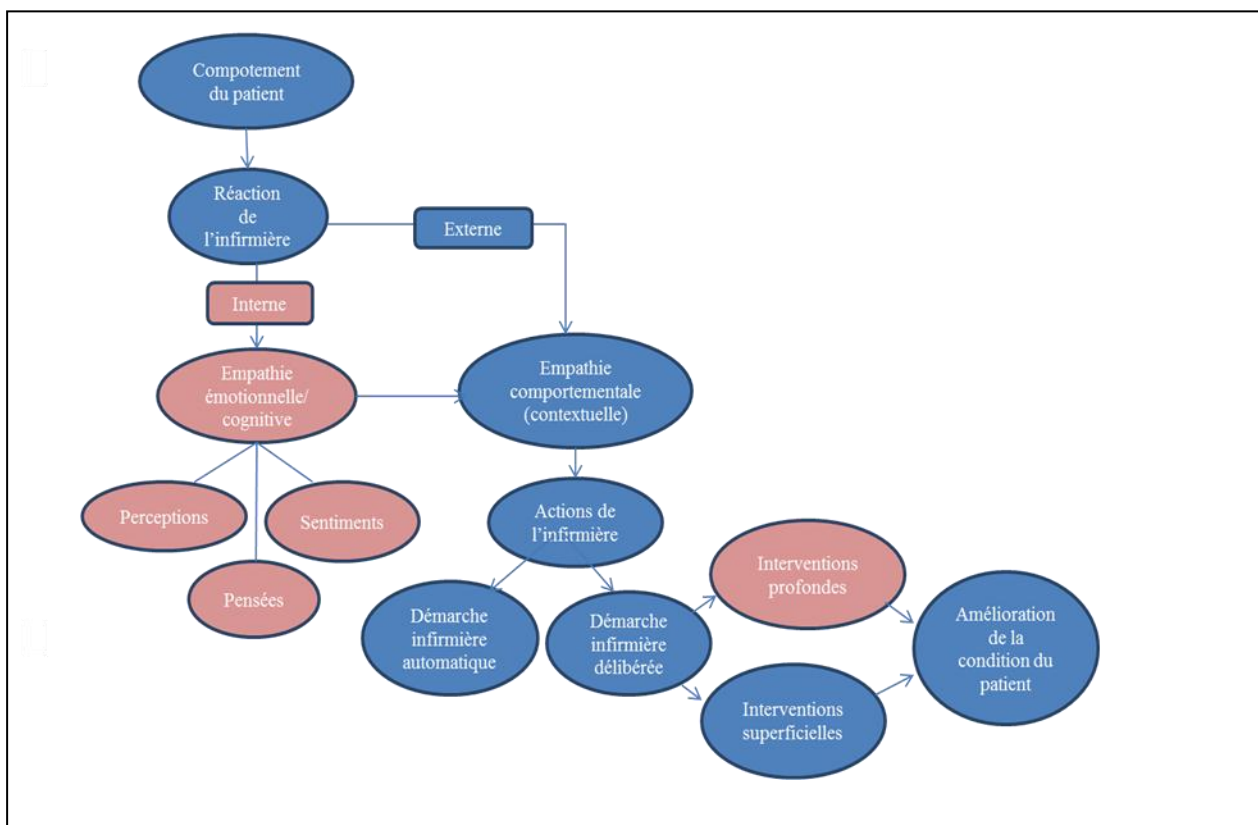 Compotement
du patient
Réaction
de
l'infirmière
Externe
Interne
Empathie
émotionnelle/
cognitive
Empathie
comportementale
(contextuelle)
Perceptions
Sentiments
Pensées
Actions de
l'infirmière
Interventions
profondes
Démarche
infirmière
automatique
Démarche
infirmière
délibérée
Amélioration
de la
condition du
patient
Interventions
superficielles